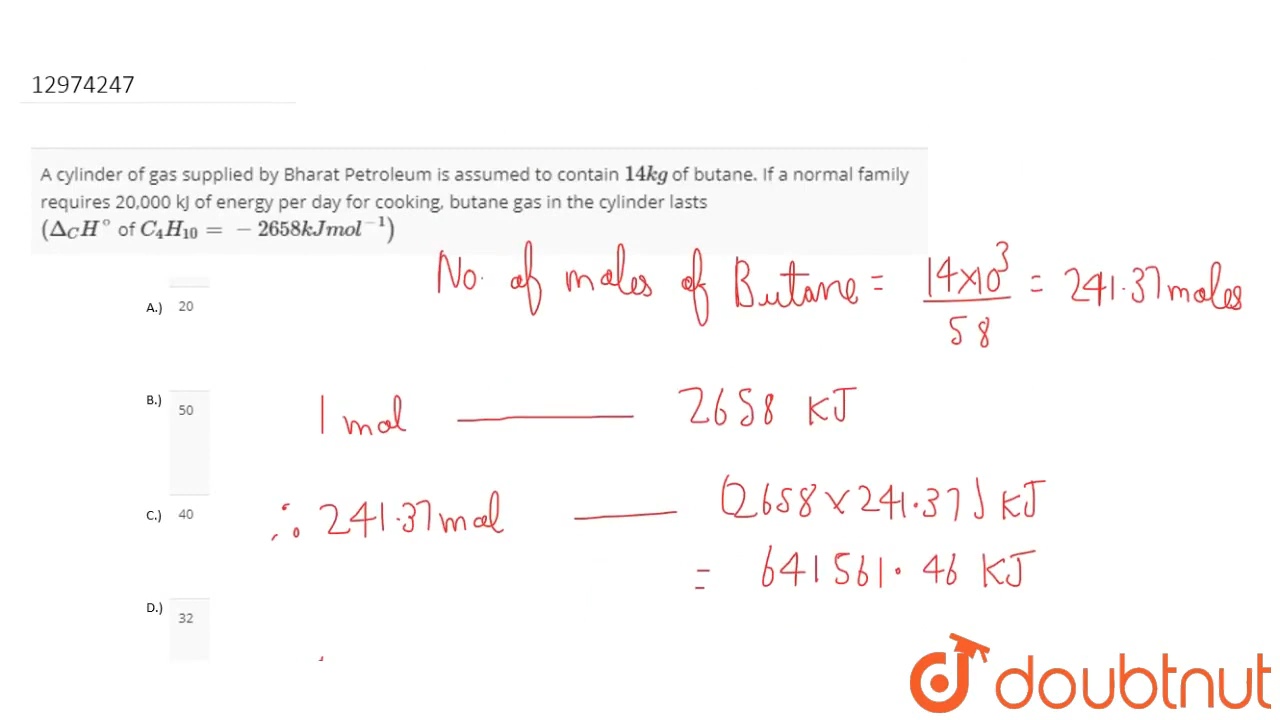 12974247
A cylinder of gas supplied by Bharat Petroleum is assumed to contain 14kg of butane. If a normal family
requires 20,000 kJ of energy per day for cooking, butane gas in the cylinder lasts
(Δ_C H° of C₄H₁₀ = − 2658kJmol⁻¹)
No. of moles of Butane = 14×10³/58 = 241.37 moles
A.) 20
B.) 50
1 mol —— 2658 KJ
C.) 40
∴ 241.37 mol —— (2658 × 241.37) KJ
= 641561.46 KJ
D.) 32
doubtnut